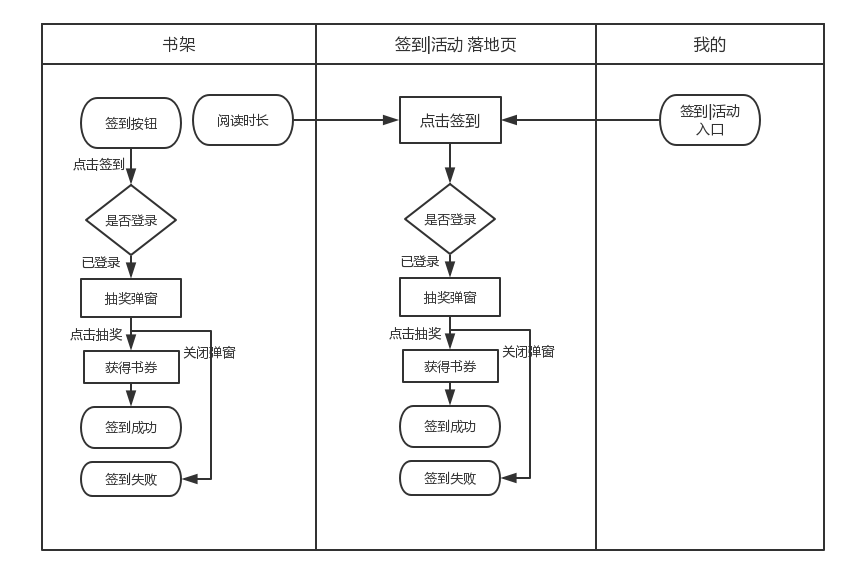 书架
签到|活动 落地页
我的
签到按钮
阅读时长
点击签到
签到|活动
入口
点击签到
是否登录
是否登录
已登录
已登录
抽奖弹窗
抽奖弹窗
点击抽奖
关闭弹窗
点击抽奖
关闭弹窗
获得书券
获得书券
签到成功
签到成功
签到失败
签到失败